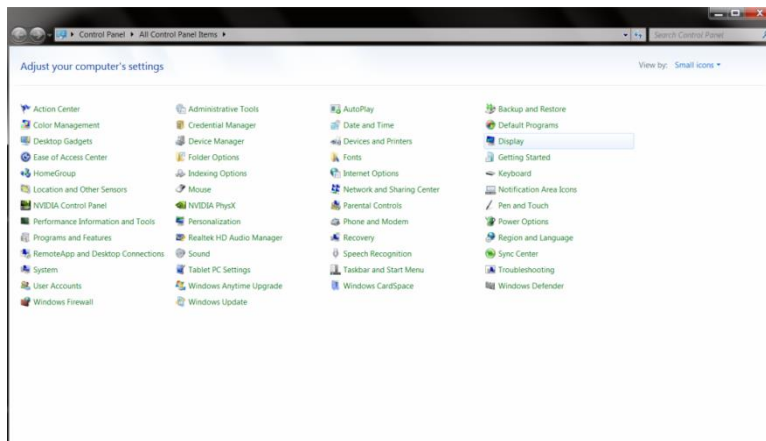 Control Panel All Control Panel Items
Search Control Panel
Adjust your computer's settings
View by: Small icons
Action Center Administrative Tools AutoPlay Backup and Restore
Color Management Credential Manager Date and Time Default Programs
Desktop Gadgets Device Manager Devices and Printers Display
Ease of Access Center Folder Options Fonts Getting Started
HomeGroup Indexing Options Internet Options Keyboard
Location and Other Sensors Mouse Network and Sharing Center Notification Area Icons
NVIDIA Control Panel NVIDIA PhysX Parental Controls Pen and Touch
Performance Information and Tools Personalization Phone and Modem Power Options
Programs and Features Realtek HD Audio Manager Recovery Region and Language
RemoteApp and Desktop Connections Sound Speech Recognition Sync Center
System Tablet PC Settings Taskbar and Start Menu Troubleshooting
User Accounts Windows Anytime Upgrade Windows CardSpace Windows Defender
Windows Firewall Windows Update